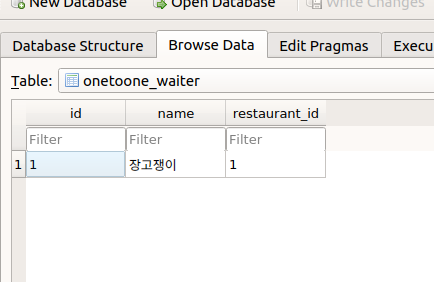 New Database Open Database Write Changes
Database Structure Browse Data Edit Pragmas Execu
Table: onetoone_waiter
id name restaurant_id
Filter Filter Filter
1 1 장고쟁이 1